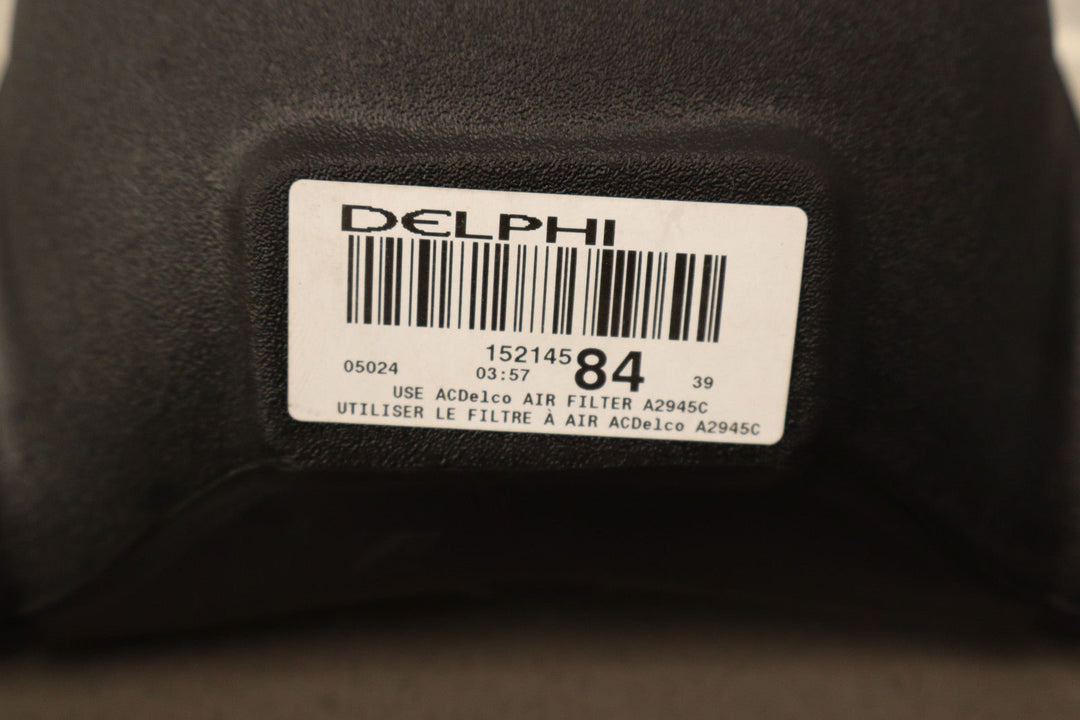 DELPHI
15214584
05024 03:57 39
USE ACDelco AIR FILTER A2945C
UTILISER LE FILTRE À AIR ACDelco A2945C